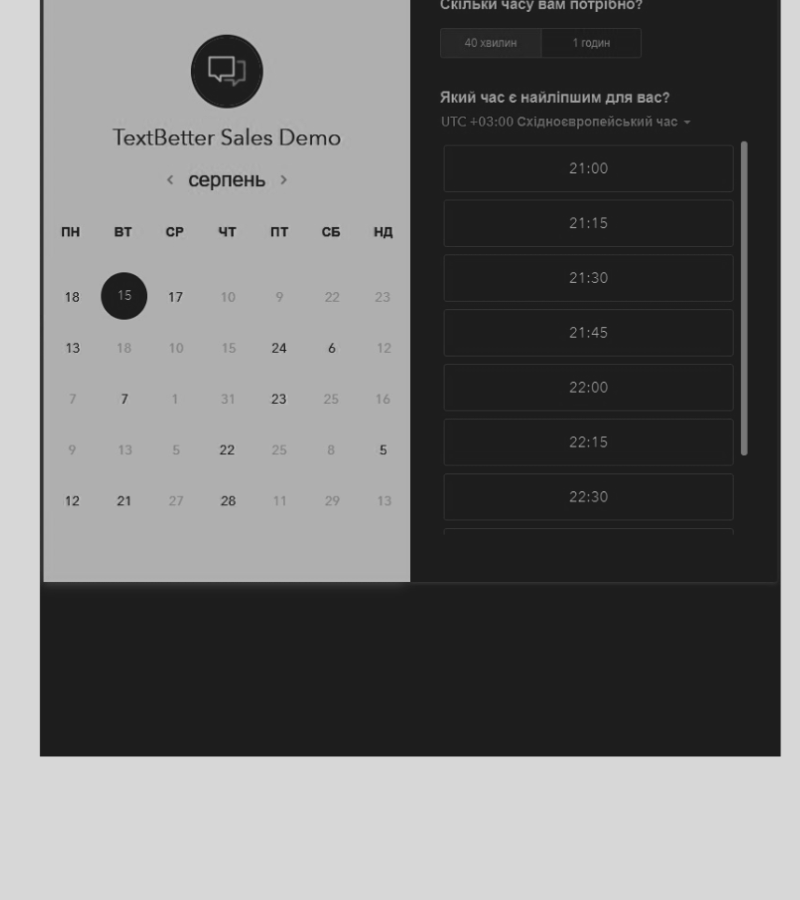 TextBetter Sales Demo
серпень
ПН ВТ СР ЧТ ПТ СБ НД
18 15 17 10 9 22 23
13 18 10 15 24 6 12
7 7 1 31 23 25 16
9 13 5 22 25 8 5
12 21 27 28 11 29 13
Скільки часу вам потрібно?
40 хвилин 1 годин
Який час є найліпшим для вас?
UTC +03:00 Східноєвропейський час
21:00
21:15
21:30
21:45
22:00
22:15
22:30